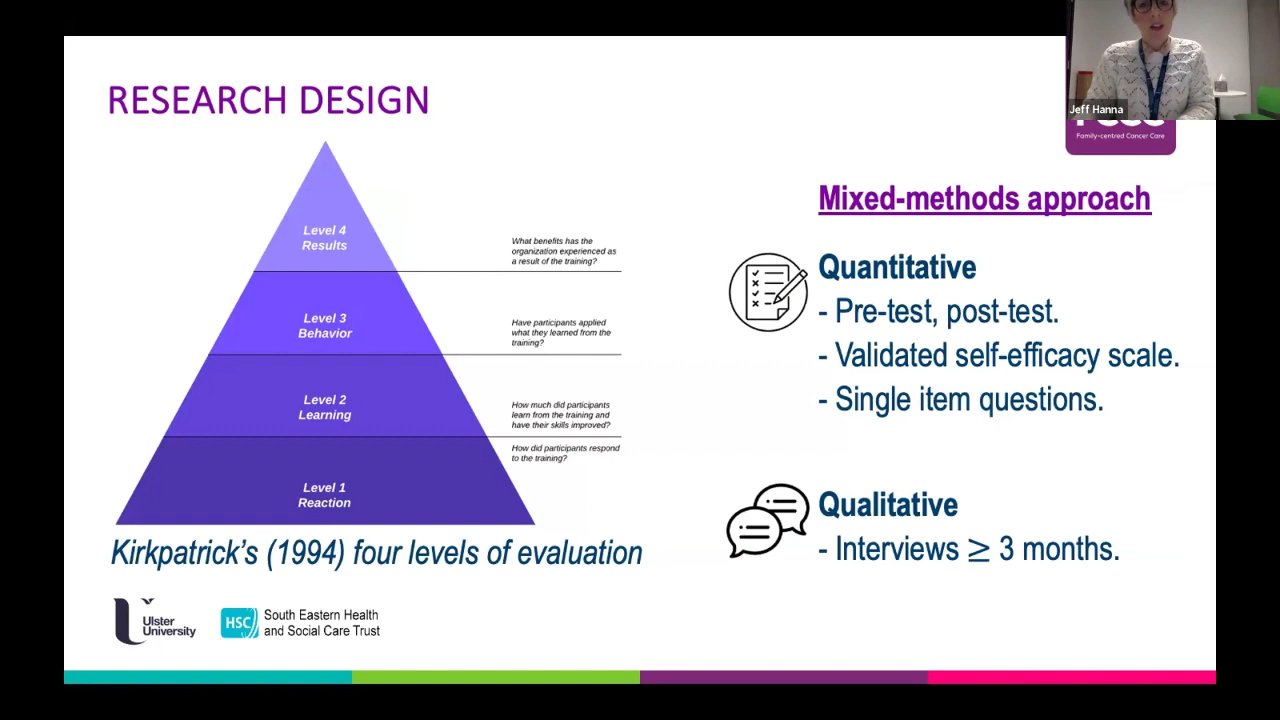 Jeff Hanna
Family-centred Cancer Care
RESEARCH DESIGN
Level 4
Results
What benefits has the
organization experienced as
a result of the training?
Level 3
Behavior
Have participants applied
what they learned from the
training?
Level 2
Learning
How much did participants
learn from the training and
have their skills improved?
How did participants respond
to the training?
Level 1
Reaction
Kirkpatrick's (1994) four levels of evaluation
Mixed-methods approach
Quantitative
- Pre-test, post-test.
- Validated self-efficacy scale.
- Single item questions.
Qualitative
- Interviews ≥ 3 months.
Ulster
University
HSC
South Eastern Health
and Social Care Trust